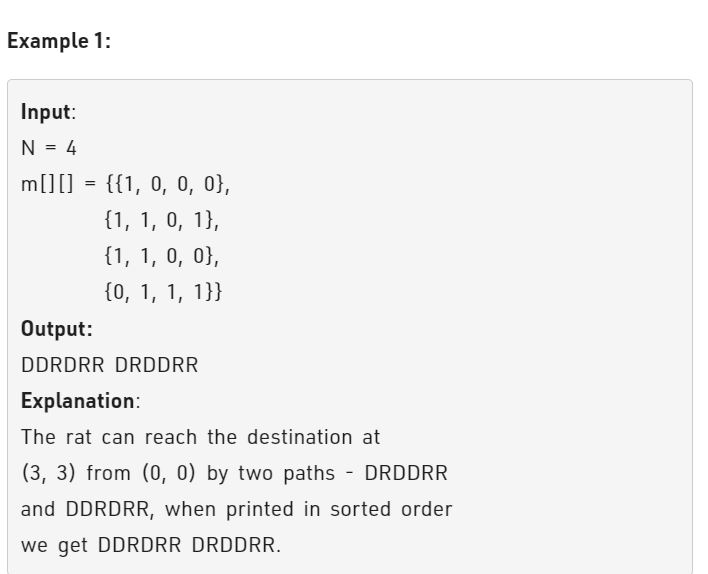 Example 1:
Input:
N = 4
m[][] = {{1, 0, 0, 0},
{1, 1, 0, 1},
{1, 1, 0, 0},
{0, 1, 1, 1}}
Output:
DDRDRR DRDDRR
Explanation:
The rat can reach the destination at
(3, 3) from (0, 0) by two paths - DRDDRR
and DDRDRR, when printed in sorted order
we get DDRDRR DRDDRR.